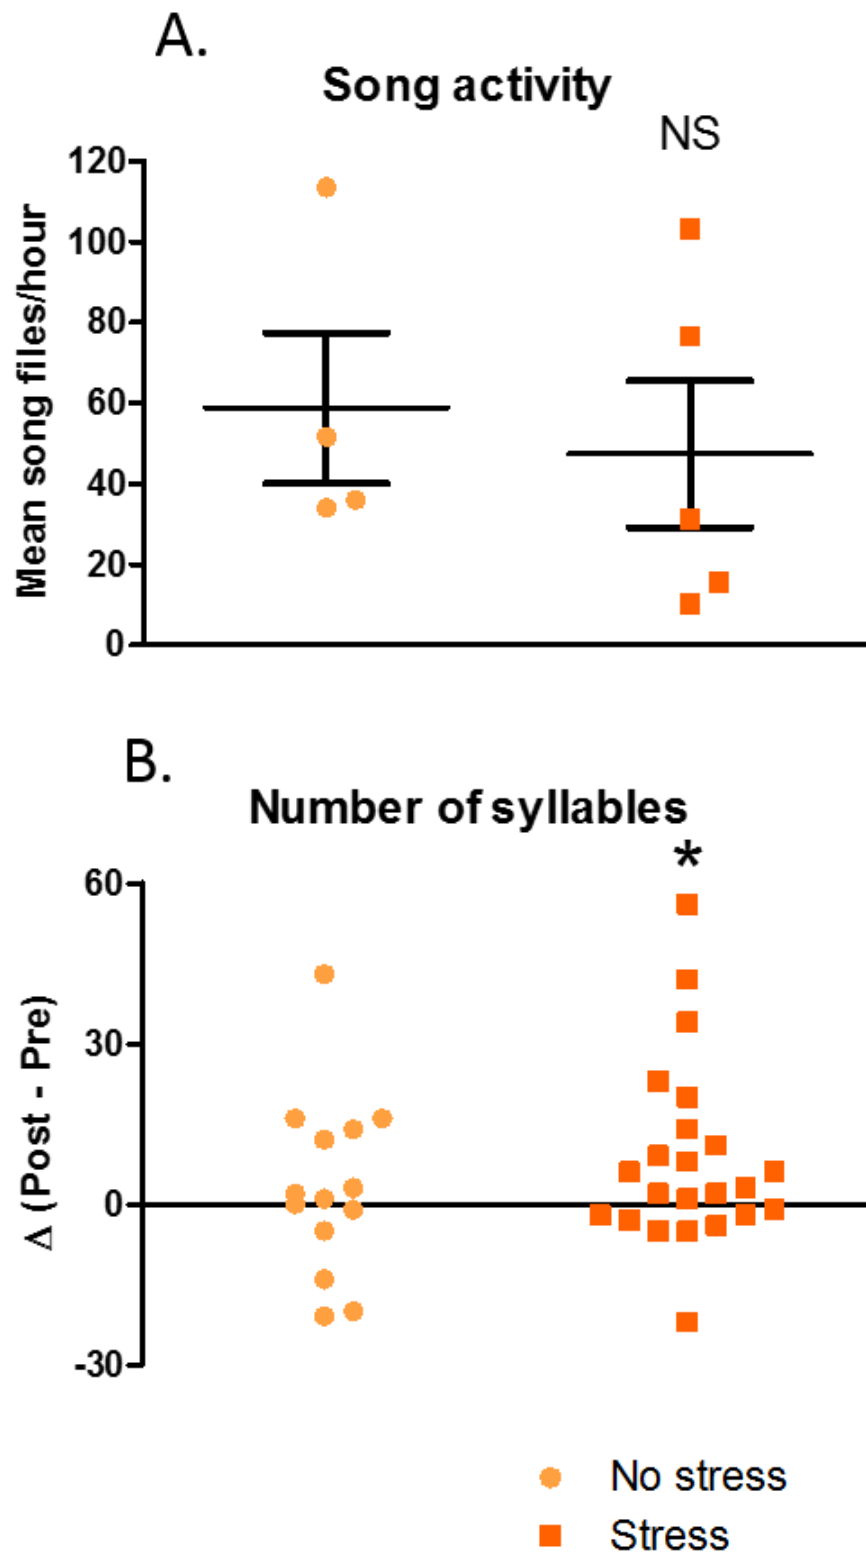 A.
Song activity
NS
Mean song files/hour
120
100
80
60
40
20
0
B.
Number of syllables
*
Δ (Post - Pre)
60
30
0
-30
No stress
Stress